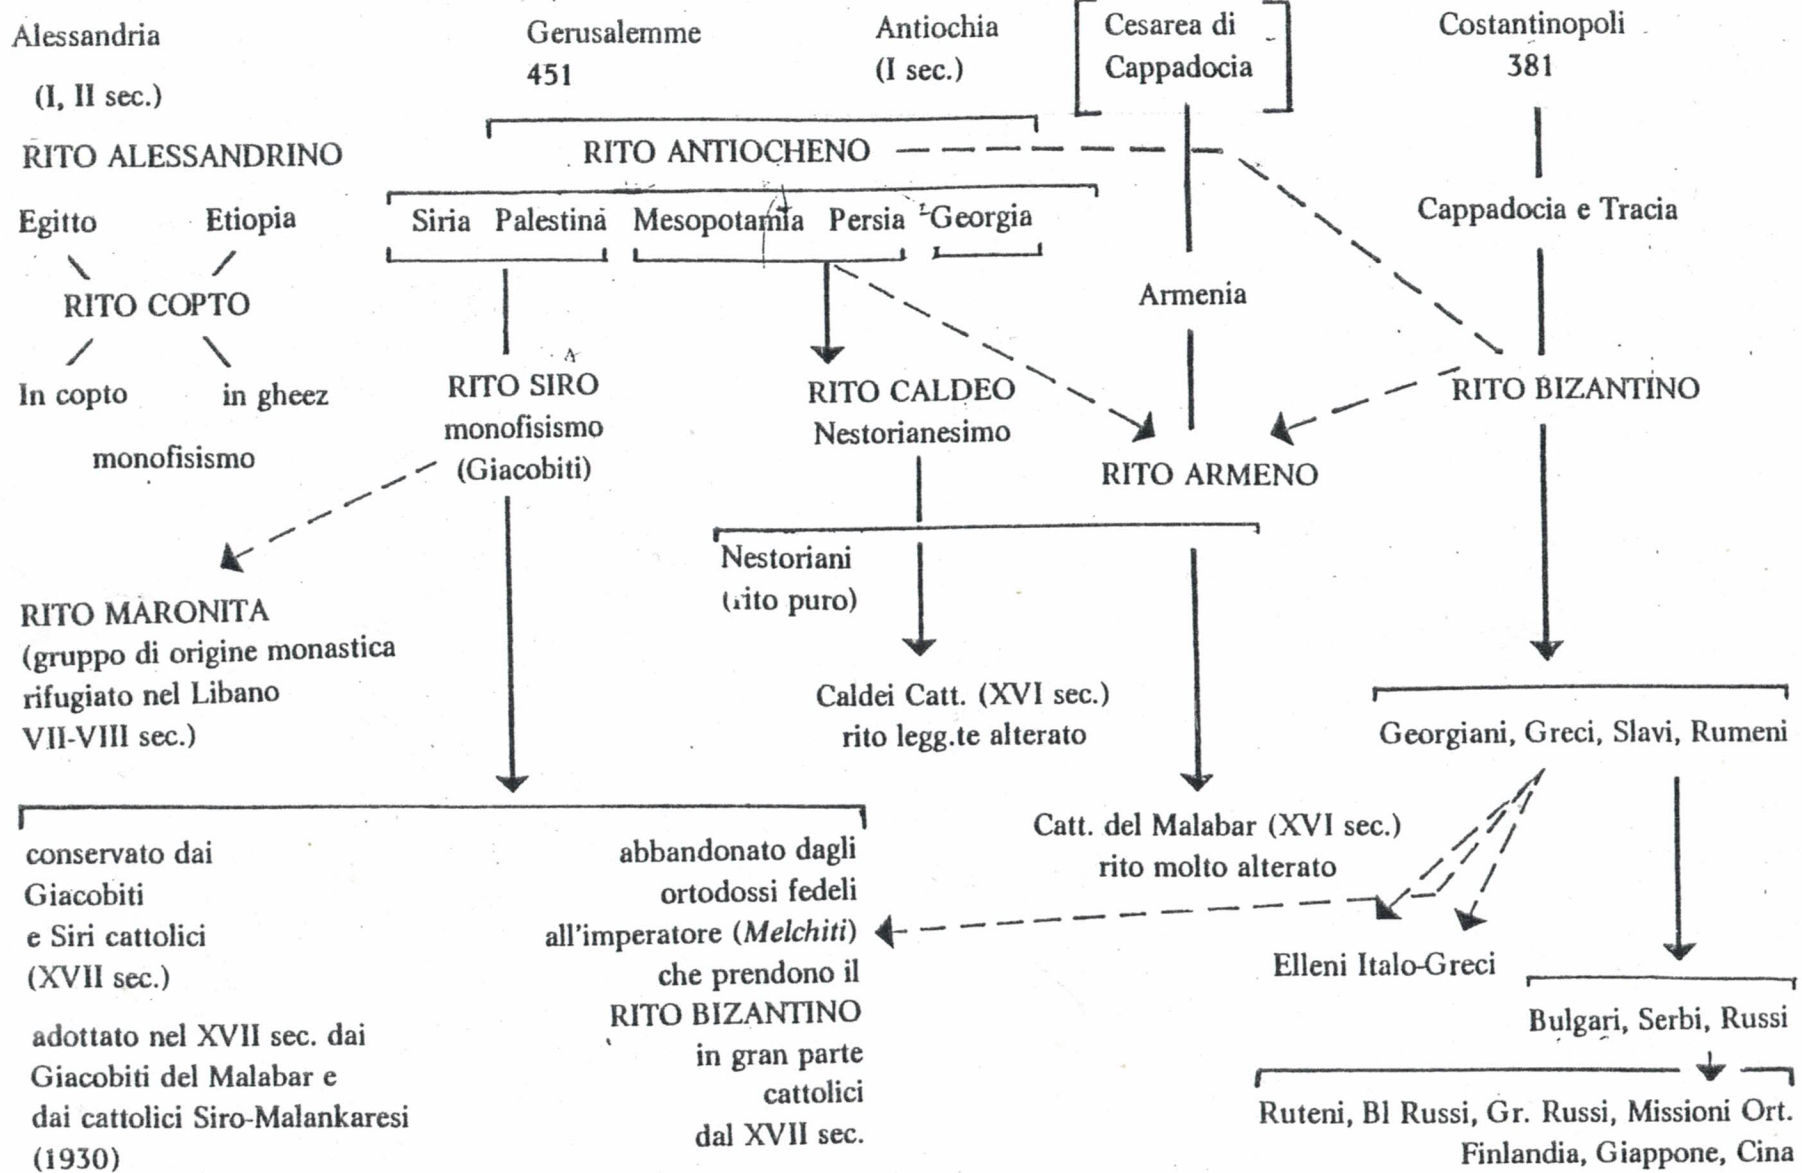 Alessandria
(I, II sec.)
RITO ALESSANDRINO
Egitto Etiopia
RITO COPTO
In copto in gheez
monofisismo
Gerusalemme
451
Antiochia
(I sec.)
RITO ANTIOCHENO
Siria Palestina Mesopotamia Persia Georgia
Cesarea di
Cappadocia
Armenia
Costantinopoli
381
Cappadocia e Tracia
RITO SIRO
monofisismo
(Giacobiti)
RITO CALDEO
Nestorianesimo
RITO ARMENO
RITO BIZANTINO
RITO MARONITA
(gruppo di origine monastica
rifugiato nel Libano
VII-VIII sec.)
Nestoriani
(rito puro)
Caldei Catt. (XVI sec.)
rito legg.te alterato
Catt. del Malabar (XVI sec.)
rito molto alterato
Georgiani, Greci, Slavi, Rumeni
conservato dai
Giacobiti
e Siri cattolici
(XVII sec.)
adottato nel XVII sec. dai
Giacobiti del Malabar e
dai cattolici Siro-Malankaresi
(1930)
abbandonato dagli
ortodossi fedeli
all'imperatore (Melchiti)
che prendono il
RITO BIZANTINO
in gran parte
cattolici
dal XVII sec.
Elleni Italo-Greci
Bulgari, Serbi, Russi
Ruteni, Bl Russi, Gr. Russi, Missioni Ort.
Finlandia, Giappone, Cina